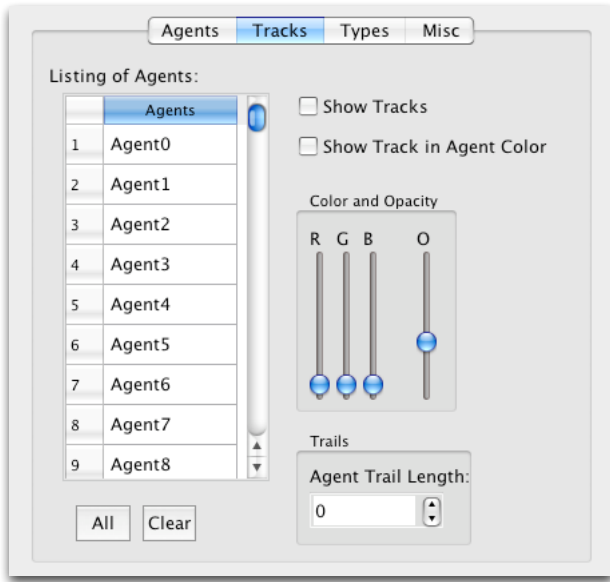 Agents Tracks Types Misc
Listing of Agents:
Agents
1 Agent0
2 Agent1
3 Agent2
4 Agent3
5 Agent4
6 Agent5
7 Agent6
8 Agent7
9 Agent8
All Clear
Show Tracks
Show Track in Agent Color
Color and Opacity
R G B O
Trails
Agent Trail Length:
0